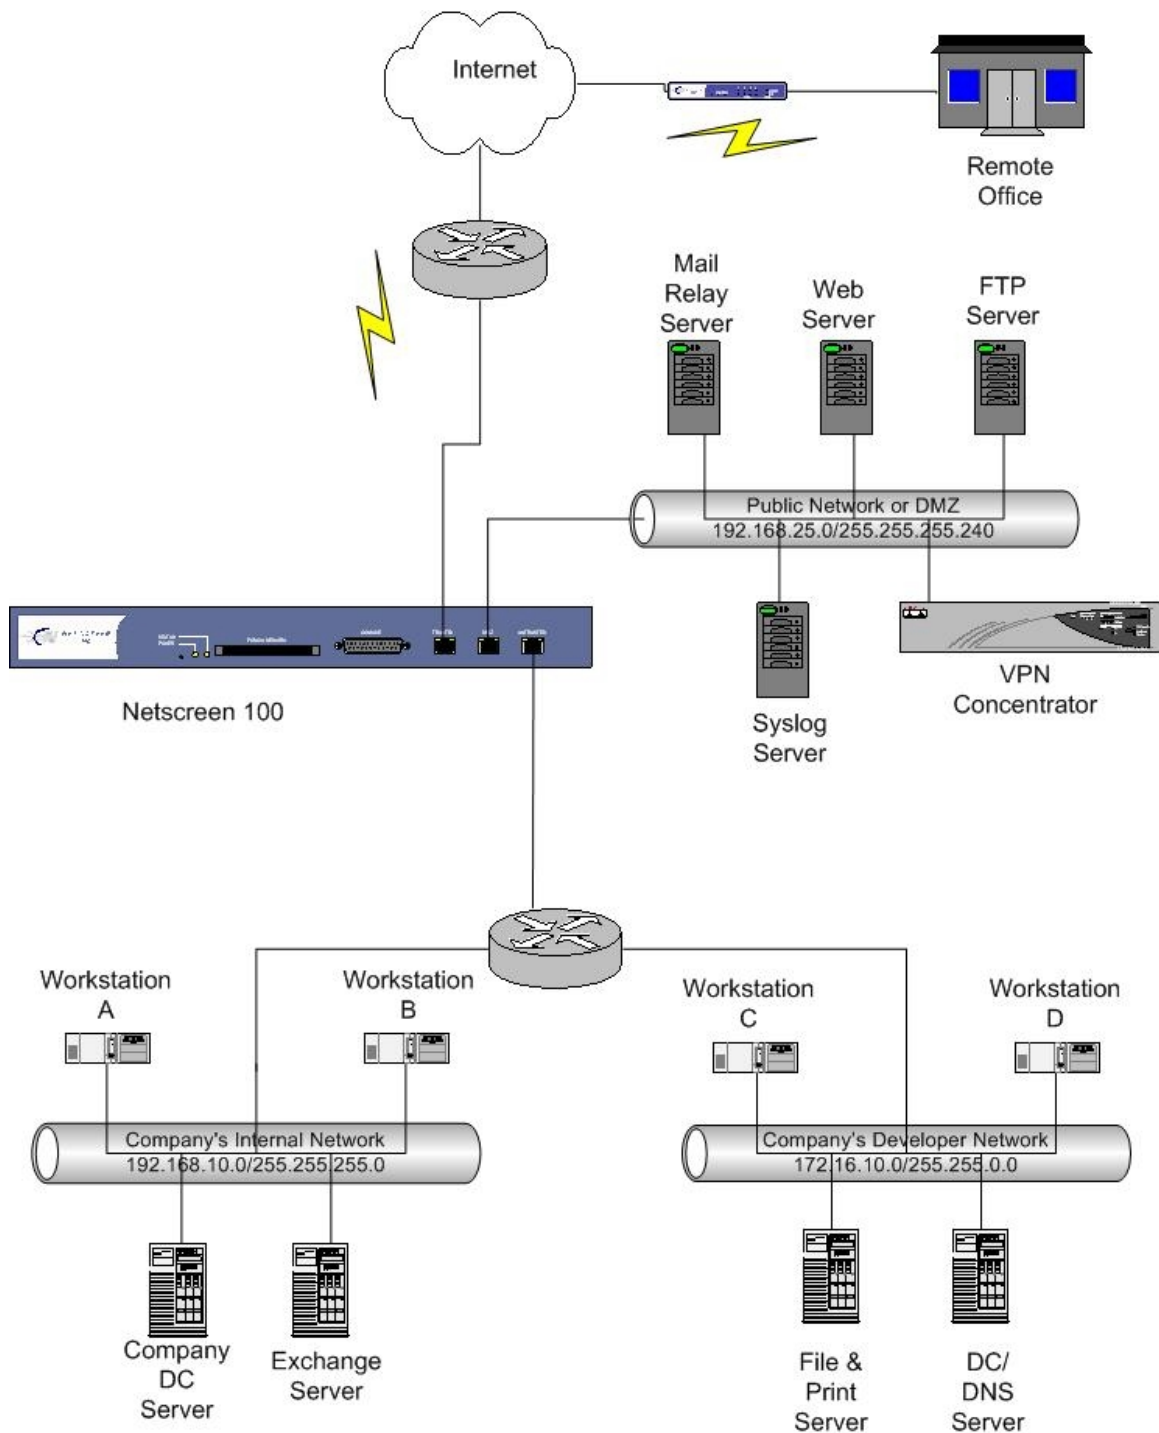 Internet
Remote
Office
Mail
Relay
Server
Web
Server
FTP
Server
Public Network or DMZ
192.168.25.0/255.255.255.240
Netscreen 100
Syslog
Server
VPN
Concentrator
Workstation
A
Workstation
B
Workstation
C
Workstation
D
Company's Internal Network
192.168.10.0/255.255.255.0
Company's Developer Network
172.16.10.0/255.255.0.0
Company
DC
Server
Exchange
Server
File &
Print
Server
DC/
DNS
Server